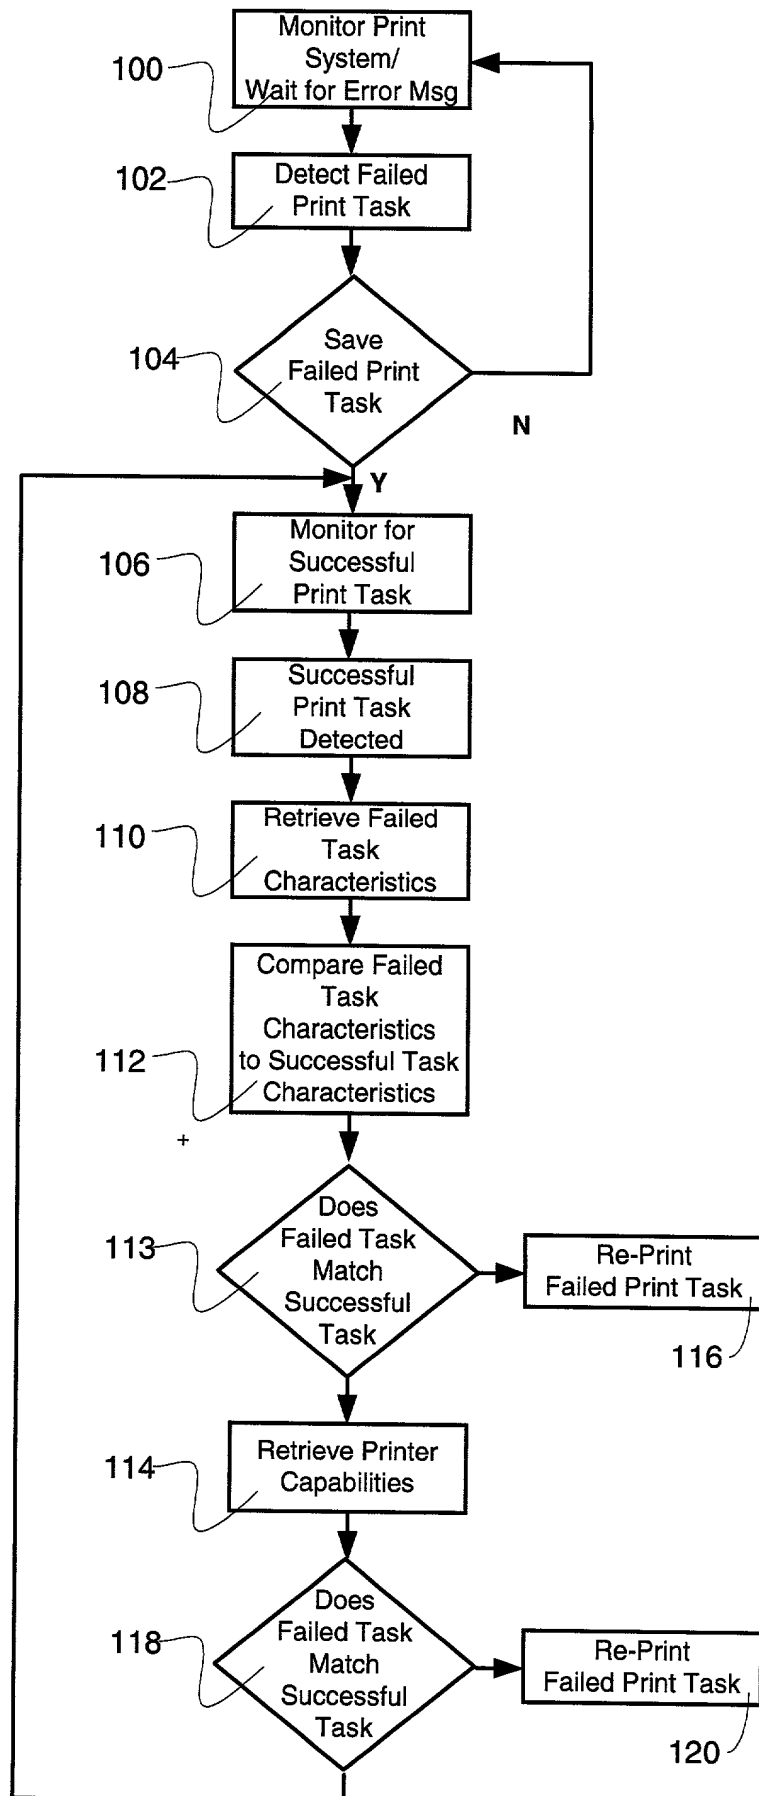 Monitor Print
System/
Wait for Error Msg
100
Detect Failed
Print Task
102
Save
Failed Print
Task
104
N
Y
Monitor for
Successful
Print Task
106
Successful
Print Task
Detected
108
Retrieve Failed
Task
Characteristics
110
Compare Failed
Task
Characteristics
to Successful Task
Characteristics
112
+
Does
Failed Task
Match
Successful
Task
113
Re-Print
Failed Print Task
116
Retrieve Printer
Capabilities
114
Does
Failed Task
Match
Successful
Task
118
Re-Print
Failed Print Task
120